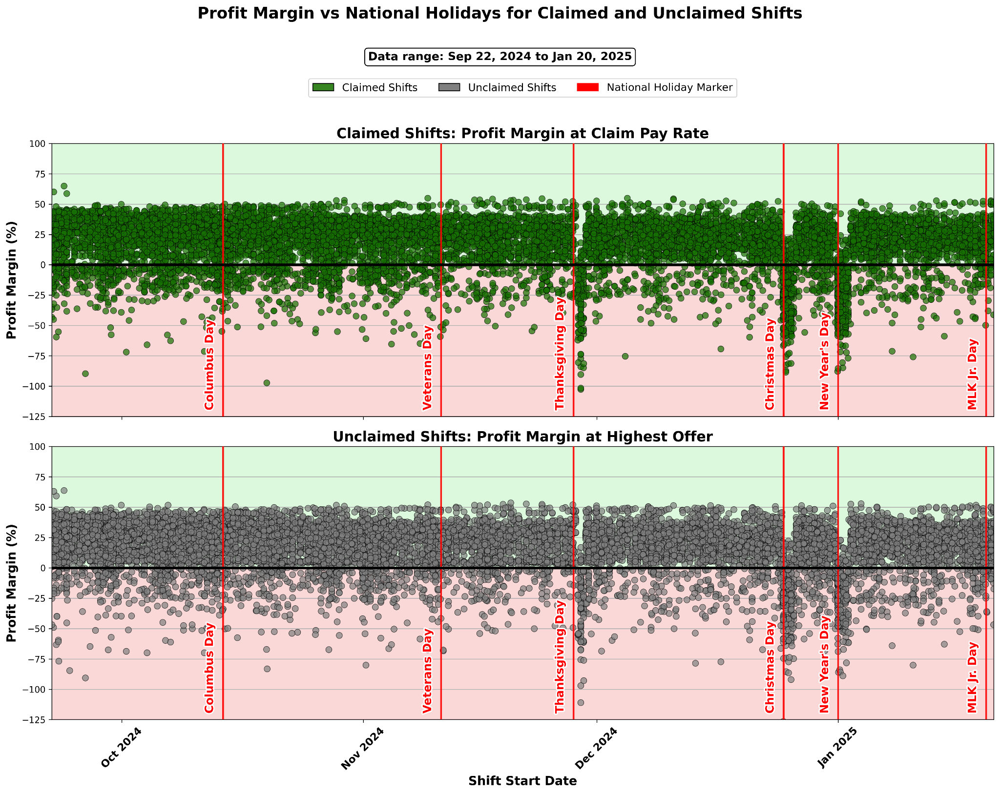 Profit Margin vs National Holidays for Claimed and Unclaimed Shifts
Data range: Sep 22, 2024 to Jan 20, 2025
Claimed Shifts
Unclaimed Shifts
National Holiday Marker
Claimed Shifts: Profit Margin at Claim Pay Rate
Profit Margin (%)
100
75
50
25
0
−25
−50
−75
−100
−125
Columbus Day
Veterans Day
Thanksgiving Day
Christmas Day
New Year's Day
MLK Jr. Day
Unclaimed Shifts: Profit Margin at Highest Offer
Profit Margin (%)
100
75
50
25
0
−25
−50
−75
−100
−125
Columbus Day
Veterans Day
Thanksgiving Day
Christmas Day
New Year's Day
MLK Jr. Day
Oct 2024
Nov 2024
Dec 2024
Jan 2025
Shift Start Date